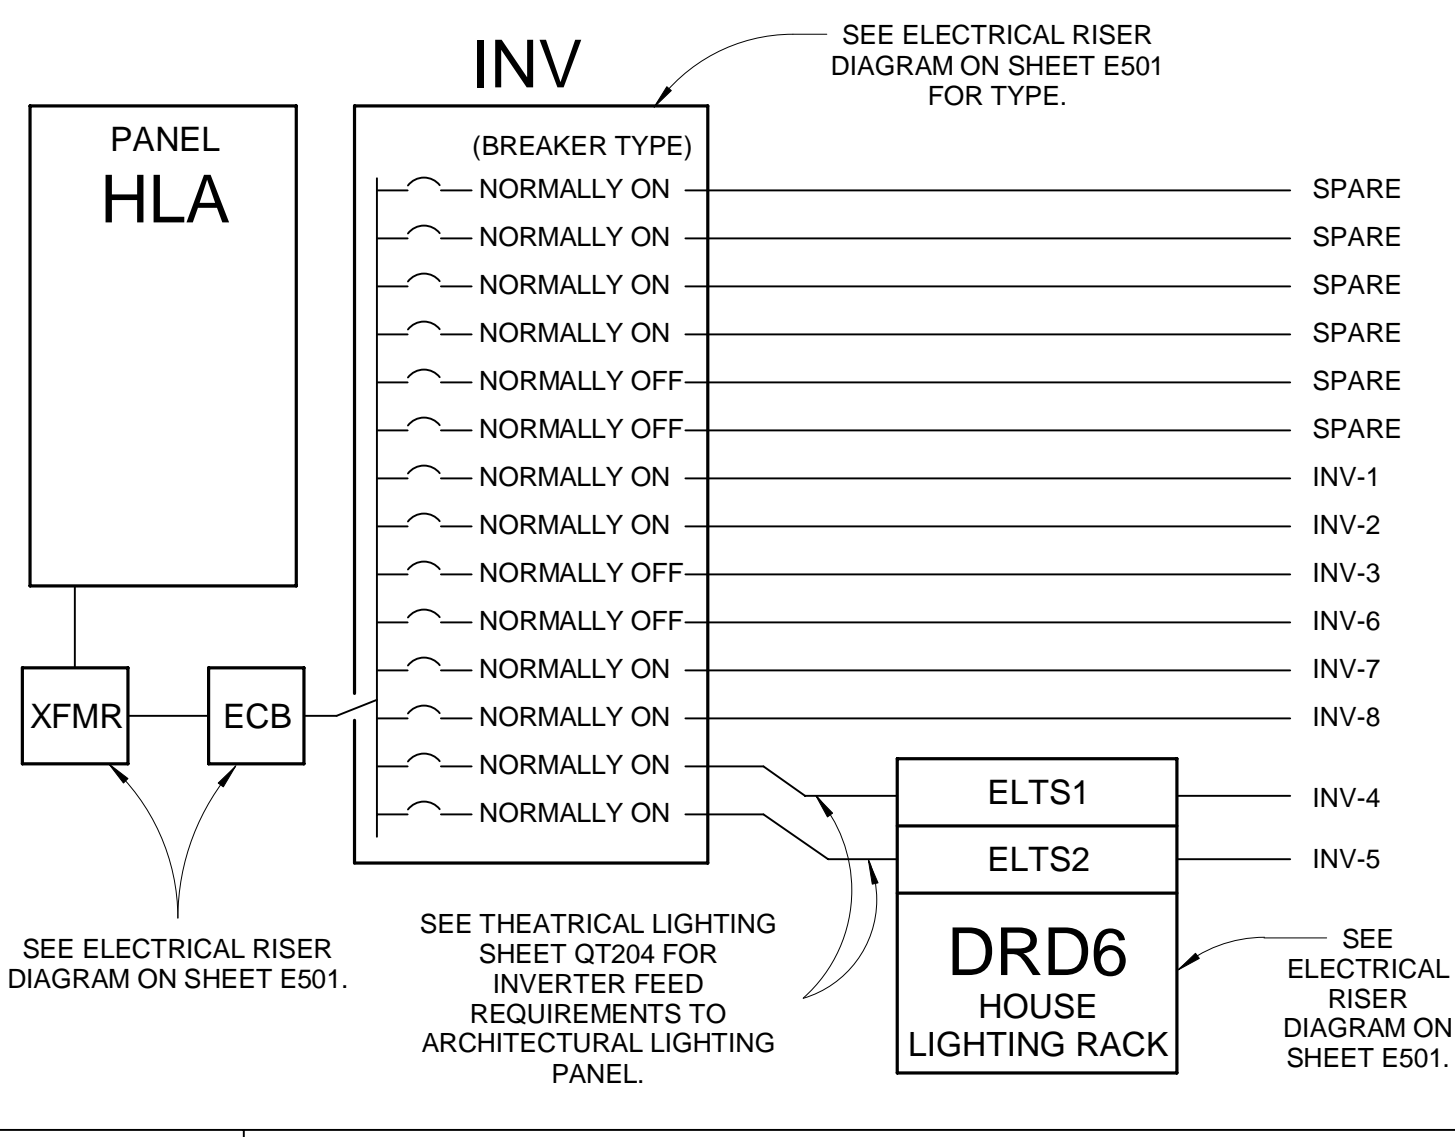 INV
SEE ELECTRICAL RISER
DIAGRAM ON SHEET E501
FOR TYPE.
PANEL
HLA
(BREAKER TYPE)
NORMALLY ON SPARE
NORMALLY ON SPARE
NORMALLY ON SPARE
NORMALLY ON SPARE
NORMALLY OFF SPARE
NORMALLY OFF SPARE
NORMALLY ON INV-1
NORMALLY ON INV-2
NORMALLY OFF INV-3
NORMALLY OFF INV-6
NORMALLY ON INV-7
NORMALLY ON INV-8
NORMALLY ON
NORMALLY ON
XFMR
ECB
ELTS1
INV-4
ELTS2
INV-5
DRD6
HOUSE
LIGHTING RACK
SEE ELECTRICAL RISER
DIAGRAM ON SHEET E501.
SEE THEATRICAL LIGHTING
SHEET QT204 FOR
INVERTER FEED
REQUIREMENTS TO
ARCHITECTURAL LIGHTING
PANEL.
SEE
ELECTRICAL
RISER
DIAGRAM ON
SHEET E501.